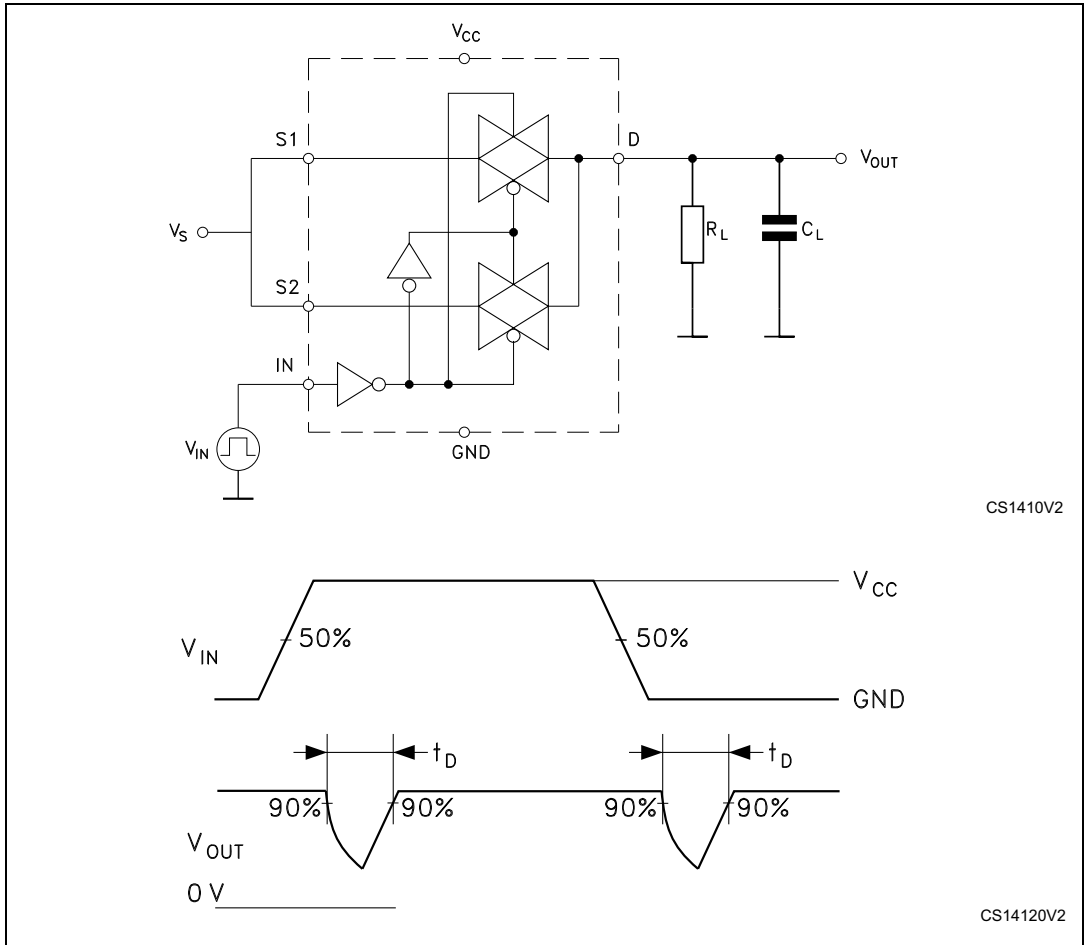 VCC
S1
D
VOUT
VS
RL
CL
S2
IN
VIN
GND
CS1410V2
VCC
50%
50%
VIN
GND
tD
tD
90%
90%
90%
90%
VOUT
0 V
CS14120V2